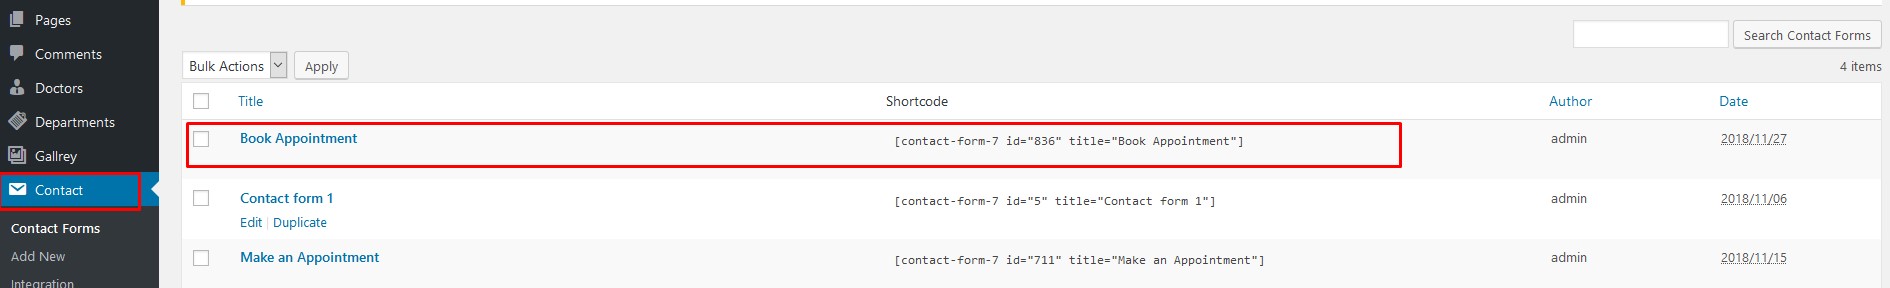 Pages
Comments
Doctors
Departments
Gallrey
Contact
Contact Forms
Add New
Integration
Search Contact Forms
Bulk Actions
Apply
4 items
Title Shortcode Author Date
Book Appointment [contact-form-7 id="836" title="Book Appointment"] admin 2018/11/27
Contact form 1 [contact-form-7 id="5" title="Contact form 1"] admin 2018/11/06
Edit | Duplicate
Make an Appointment [contact-form-7 id="711" title="Make an Appointment"] admin 2018/11/15